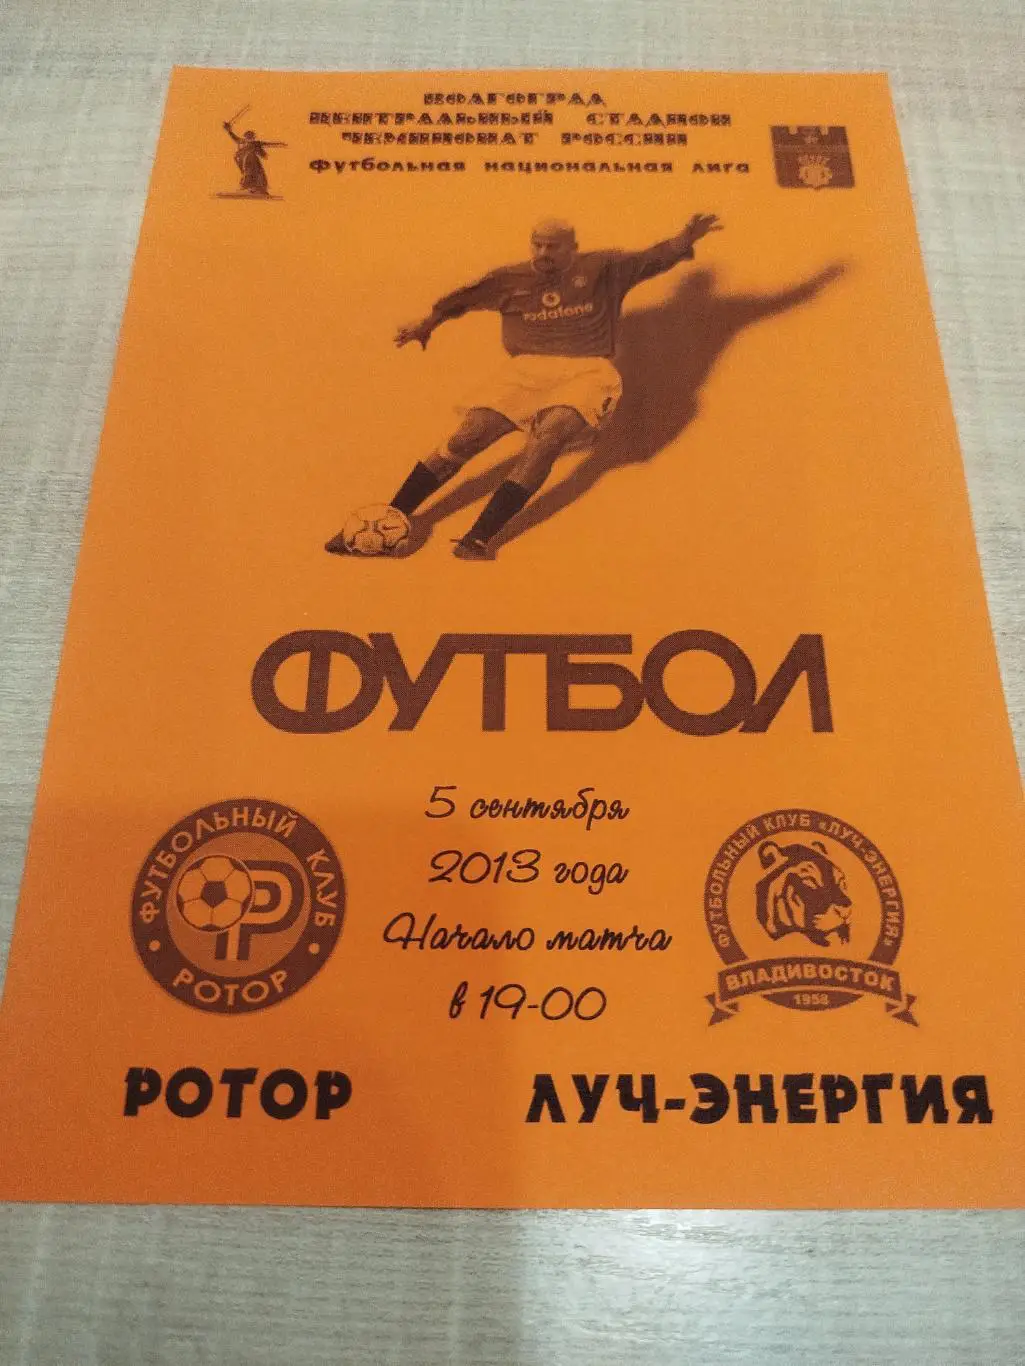 ВОЛГОГРАД
ЦЕНТРАЛЬНЫЙ СТАДИОН
ЧЕМПИОНАТ РОССИИ
Футбольная национальная лига
vodafone
ФУТБОЛ
5 сентября
2013 года
Начало матча
в 19-00
ФУТБОЛЬНЫЙ КЛУБ
РОТОР
ФУТБОЛЬНЫЙ КЛУБ «ЛУЧ-ЭНЕРГИЯ»
ВЛАДИВОСТОК
1958
РОТОР
ЛУЧ-ЭНЕРГИЯ